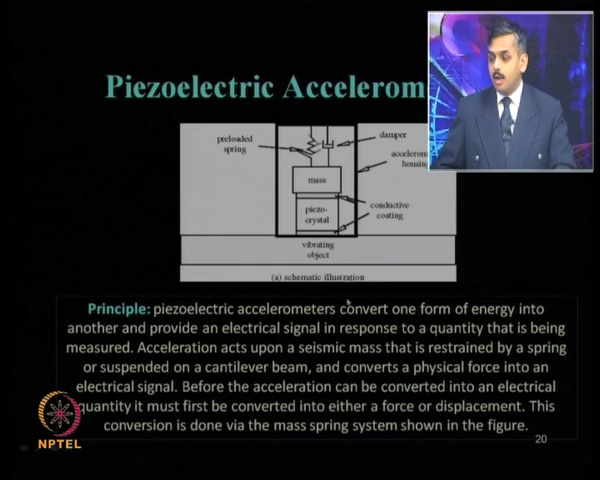 Piezoelectric Accelerom
preloaded
spring
damper
acceleron
housing
mass
piezo-
crystal
conductive
coating
vibrating
object
(a) schematic illustration
Principle: piezoelectric accelerometers convert one form of energy into
another and provide an electrical signal in response to a quantity that is being
measured. Acceleration acts upon a seismic mass that is restrained by a spring
or suspended on a cantilever beam, and converts a physical force into an
electrical signal. Before the acceleration can be converted into an electrical
quantity it must first be converted into either a force or displacement. This
conversion is done via the mass spring system shown in the figure.
NPTEL
20